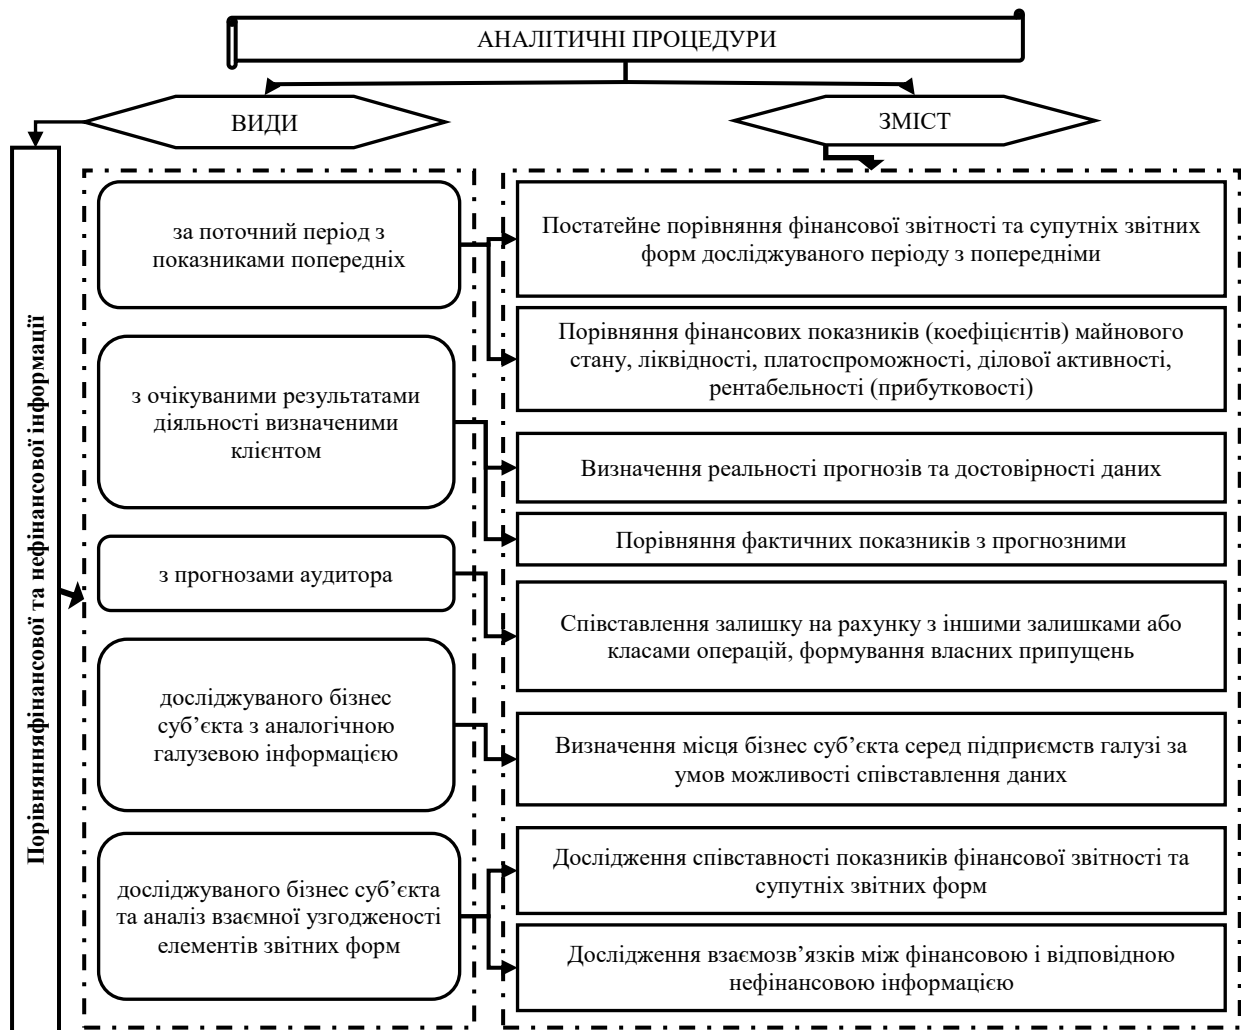 АНАЛІТИЧНІ ПРОЦЕДУРИ
ВИДИ
ЗМІСТ
Порівнянняфінансової та нефінансової інформації
за поточний період з
показниками попередніх
з очікуваними результатами
діяльності визначеними
клієнтом
з прогнозами аудитора
досліджуваного бізнес
суб’єкта з аналогічною
галузевою інформацією
досліджуваного бізнес суб’єкта
та аналіз взаємної узгодженості
елементів звітних форм
Постатейне порівняння фінансової звітності та супутніх звітних
форм досліджуваного періоду з попередніми
Порівняння фінансових показників (коефіцієнтів) майнового
стану, ліквідності, платоспроможності, ділової активності,
рентабельності (прибутковості)
Визначення реальності прогнозів та достовірності даних
Порівняння фактичних показників з прогнозними
Співставлення залишку на рахунку з іншими залишками або
класами операцій, формування власних припущень
Визначення місця бізнес суб’єкта серед підприємств галузі за
умов можливості співставлення даних
Дослідження співставності показників фінансової звітності та
супутніх звітних форм
Дослідження взаємозв’язків між фінансовою і відповідною
нефінансовою інформацією